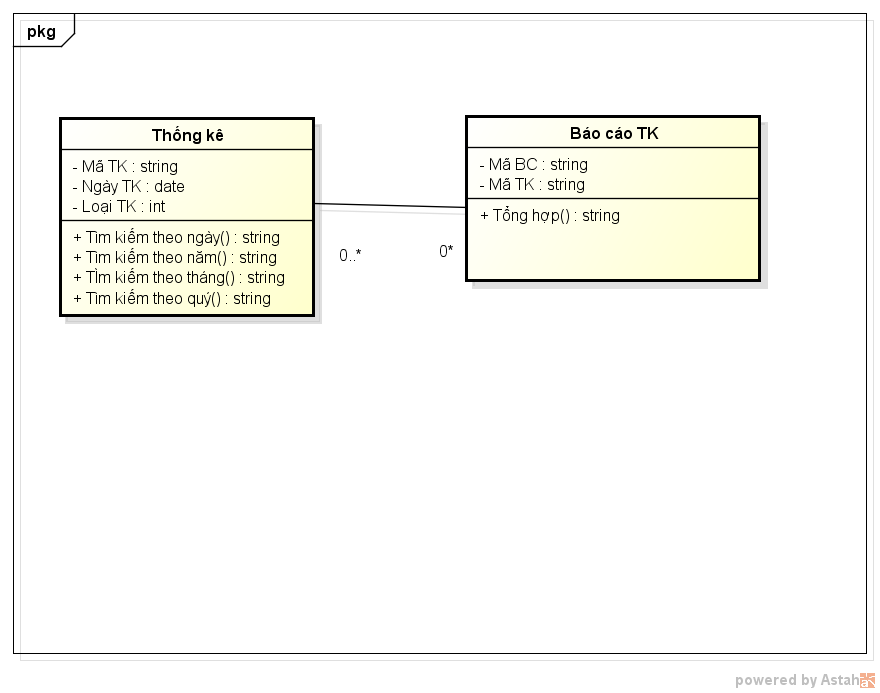 pkg
Thống kê
- Mã TK : string
- Ngày TK : date
- Loại TK : int
+ Tìm kiếm theo ngày() : string
+ Tìm kiếm theo năm() : string
+ TÌm kiếm theo tháng() : string
+ Tìm kiếm theo quý() : string
0..*
0*
Báo cáo TK
- Mã BC : string
- Mã TK : string
+ Tổng hợp() : string
powered by Astah